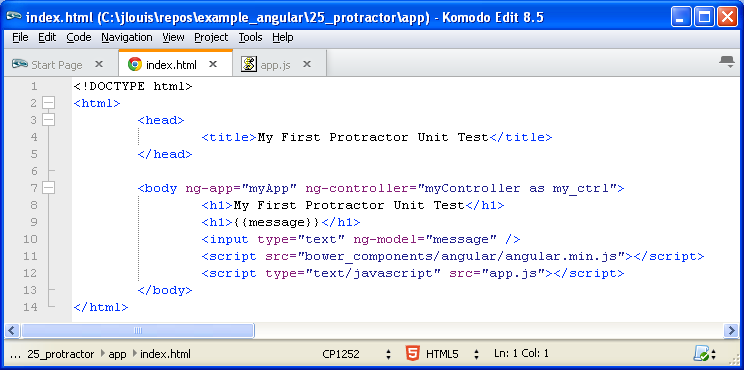 index.html (C:\jlouis\repos\example_angular\25_protractor\app) - Komodo Edit 8.5
File Edit Code Navigation View Project Tools Help
Start Page index.html app.js
1 <!DOCTYPE html>
2 <html>
3 <head>
4 <title>My First Protractor Unit Test</title>
5 </head>
6
7 <body ng-app="myApp" ng-controller="myController as my_ctrl">
8 <h1>My First Protractor Unit Test</h1>
9 <h1>{{message}}</h1>
10 <input type="text" ng-model="message" />
11 <script src="bower_components/angular/angular.min.js"></script>
12 <script type="text/javascript" src="app.js"></script>
13 </body>
14 </html>
... 25_protractor app index.html CP1252 HTML5 Ln: 1 Col: 1